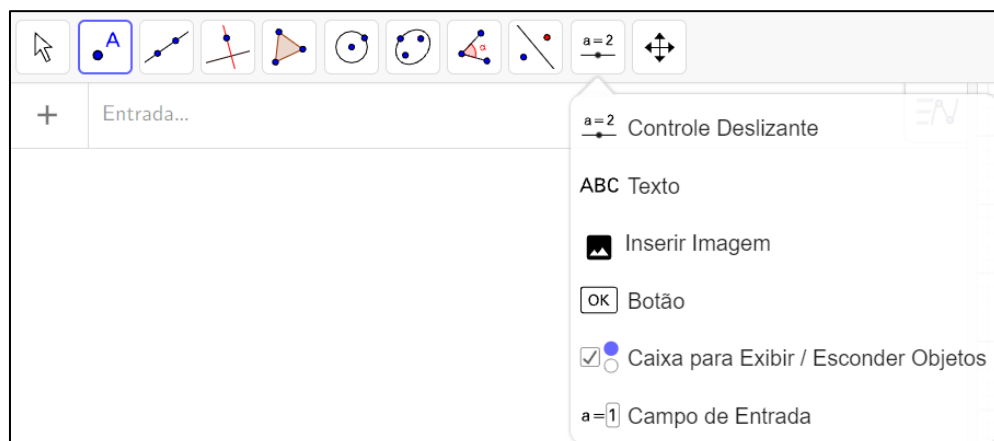 A
α
a=2
Entrada...
a=2 Controle Deslizante
ABC Texto
Inserir Imagem
OK Botão
Caixa para Exibir / Esconder Objetos
a=1 Campo de Entrada